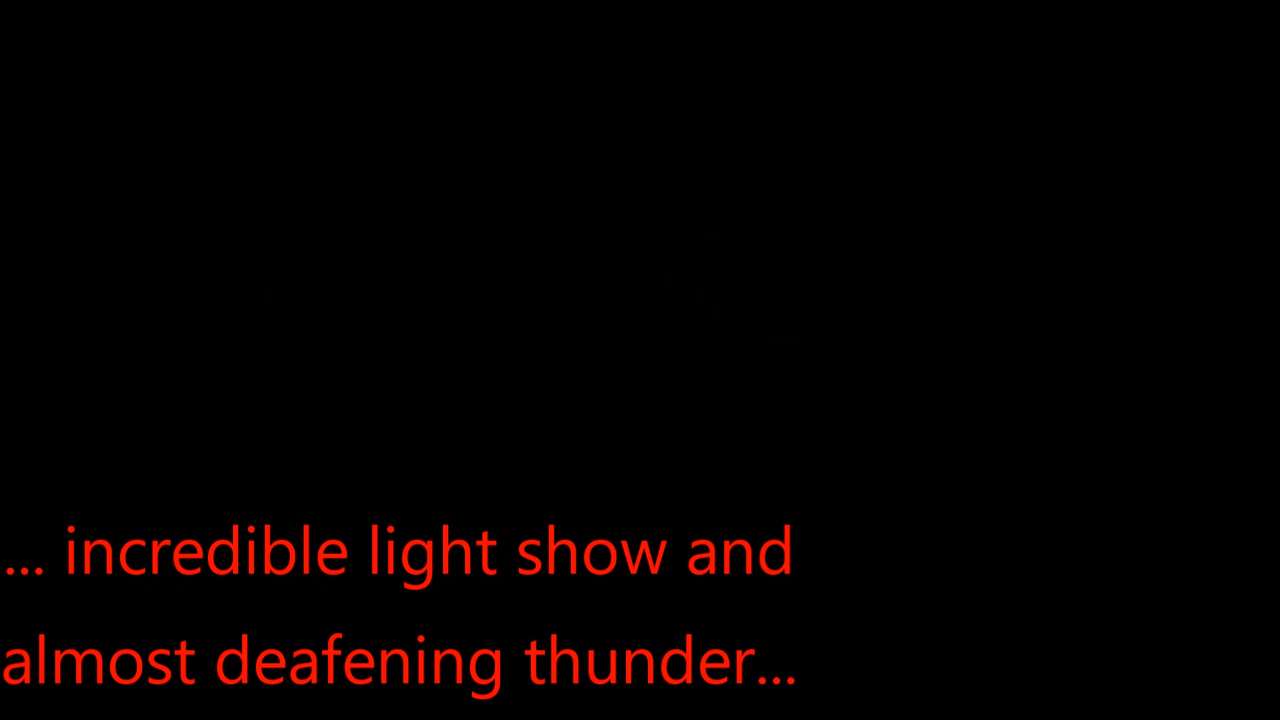 ... incredible light show and
almost deafening thunder...